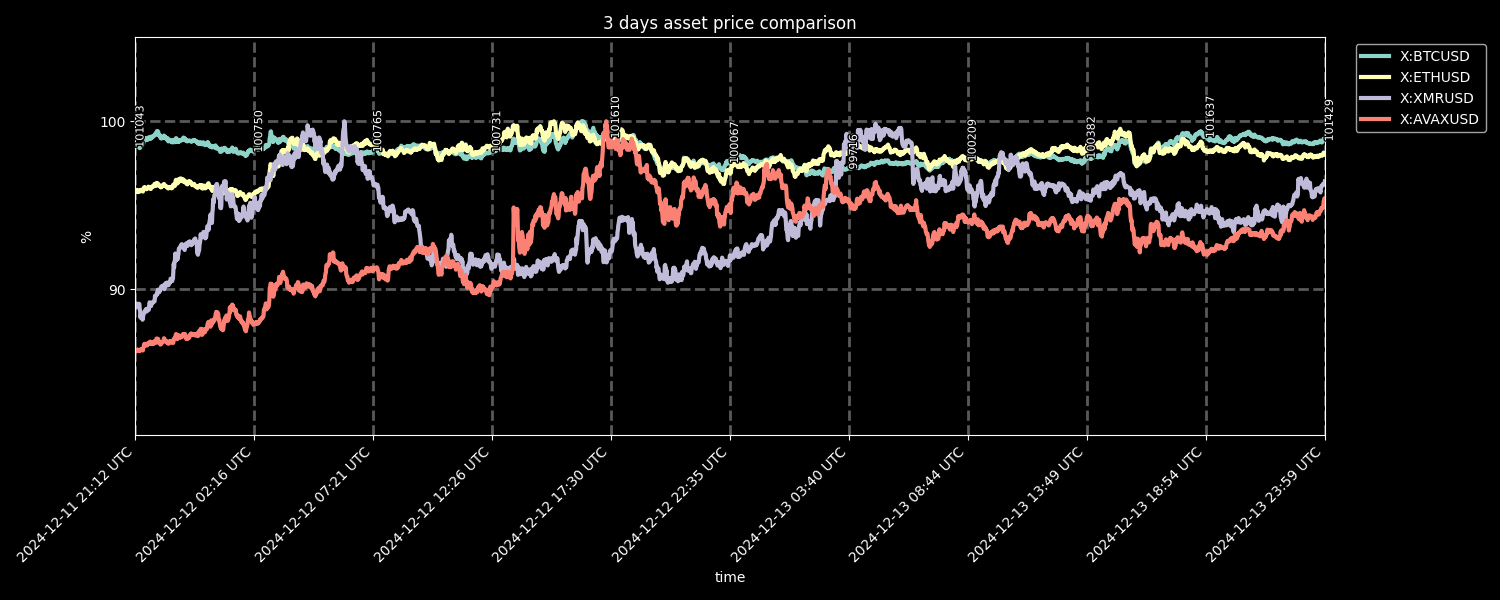 3 days asset price comparison
X:BTCUSD
X:ETHUSD
X:XMRUSD
X:AVAXUSD
100
90
%
101043
100750
100765
100731
101610
100067
99716
100209
100382
101637
101429
2024-12-11 21:12 UTC
2024-12-12 02:16 UTC
2024-12-12 07:21 UTC
2024-12-12 12:26 UTC
2024-12-12 17:30 UTC
2024-12-12 22:35 UTC
2024-12-13 03:40 UTC
2024-12-13 08:44 UTC
2024-12-13 13:49 UTC
2024-12-13 18:54 UTC
2024-12-13 23:59 UTC
time